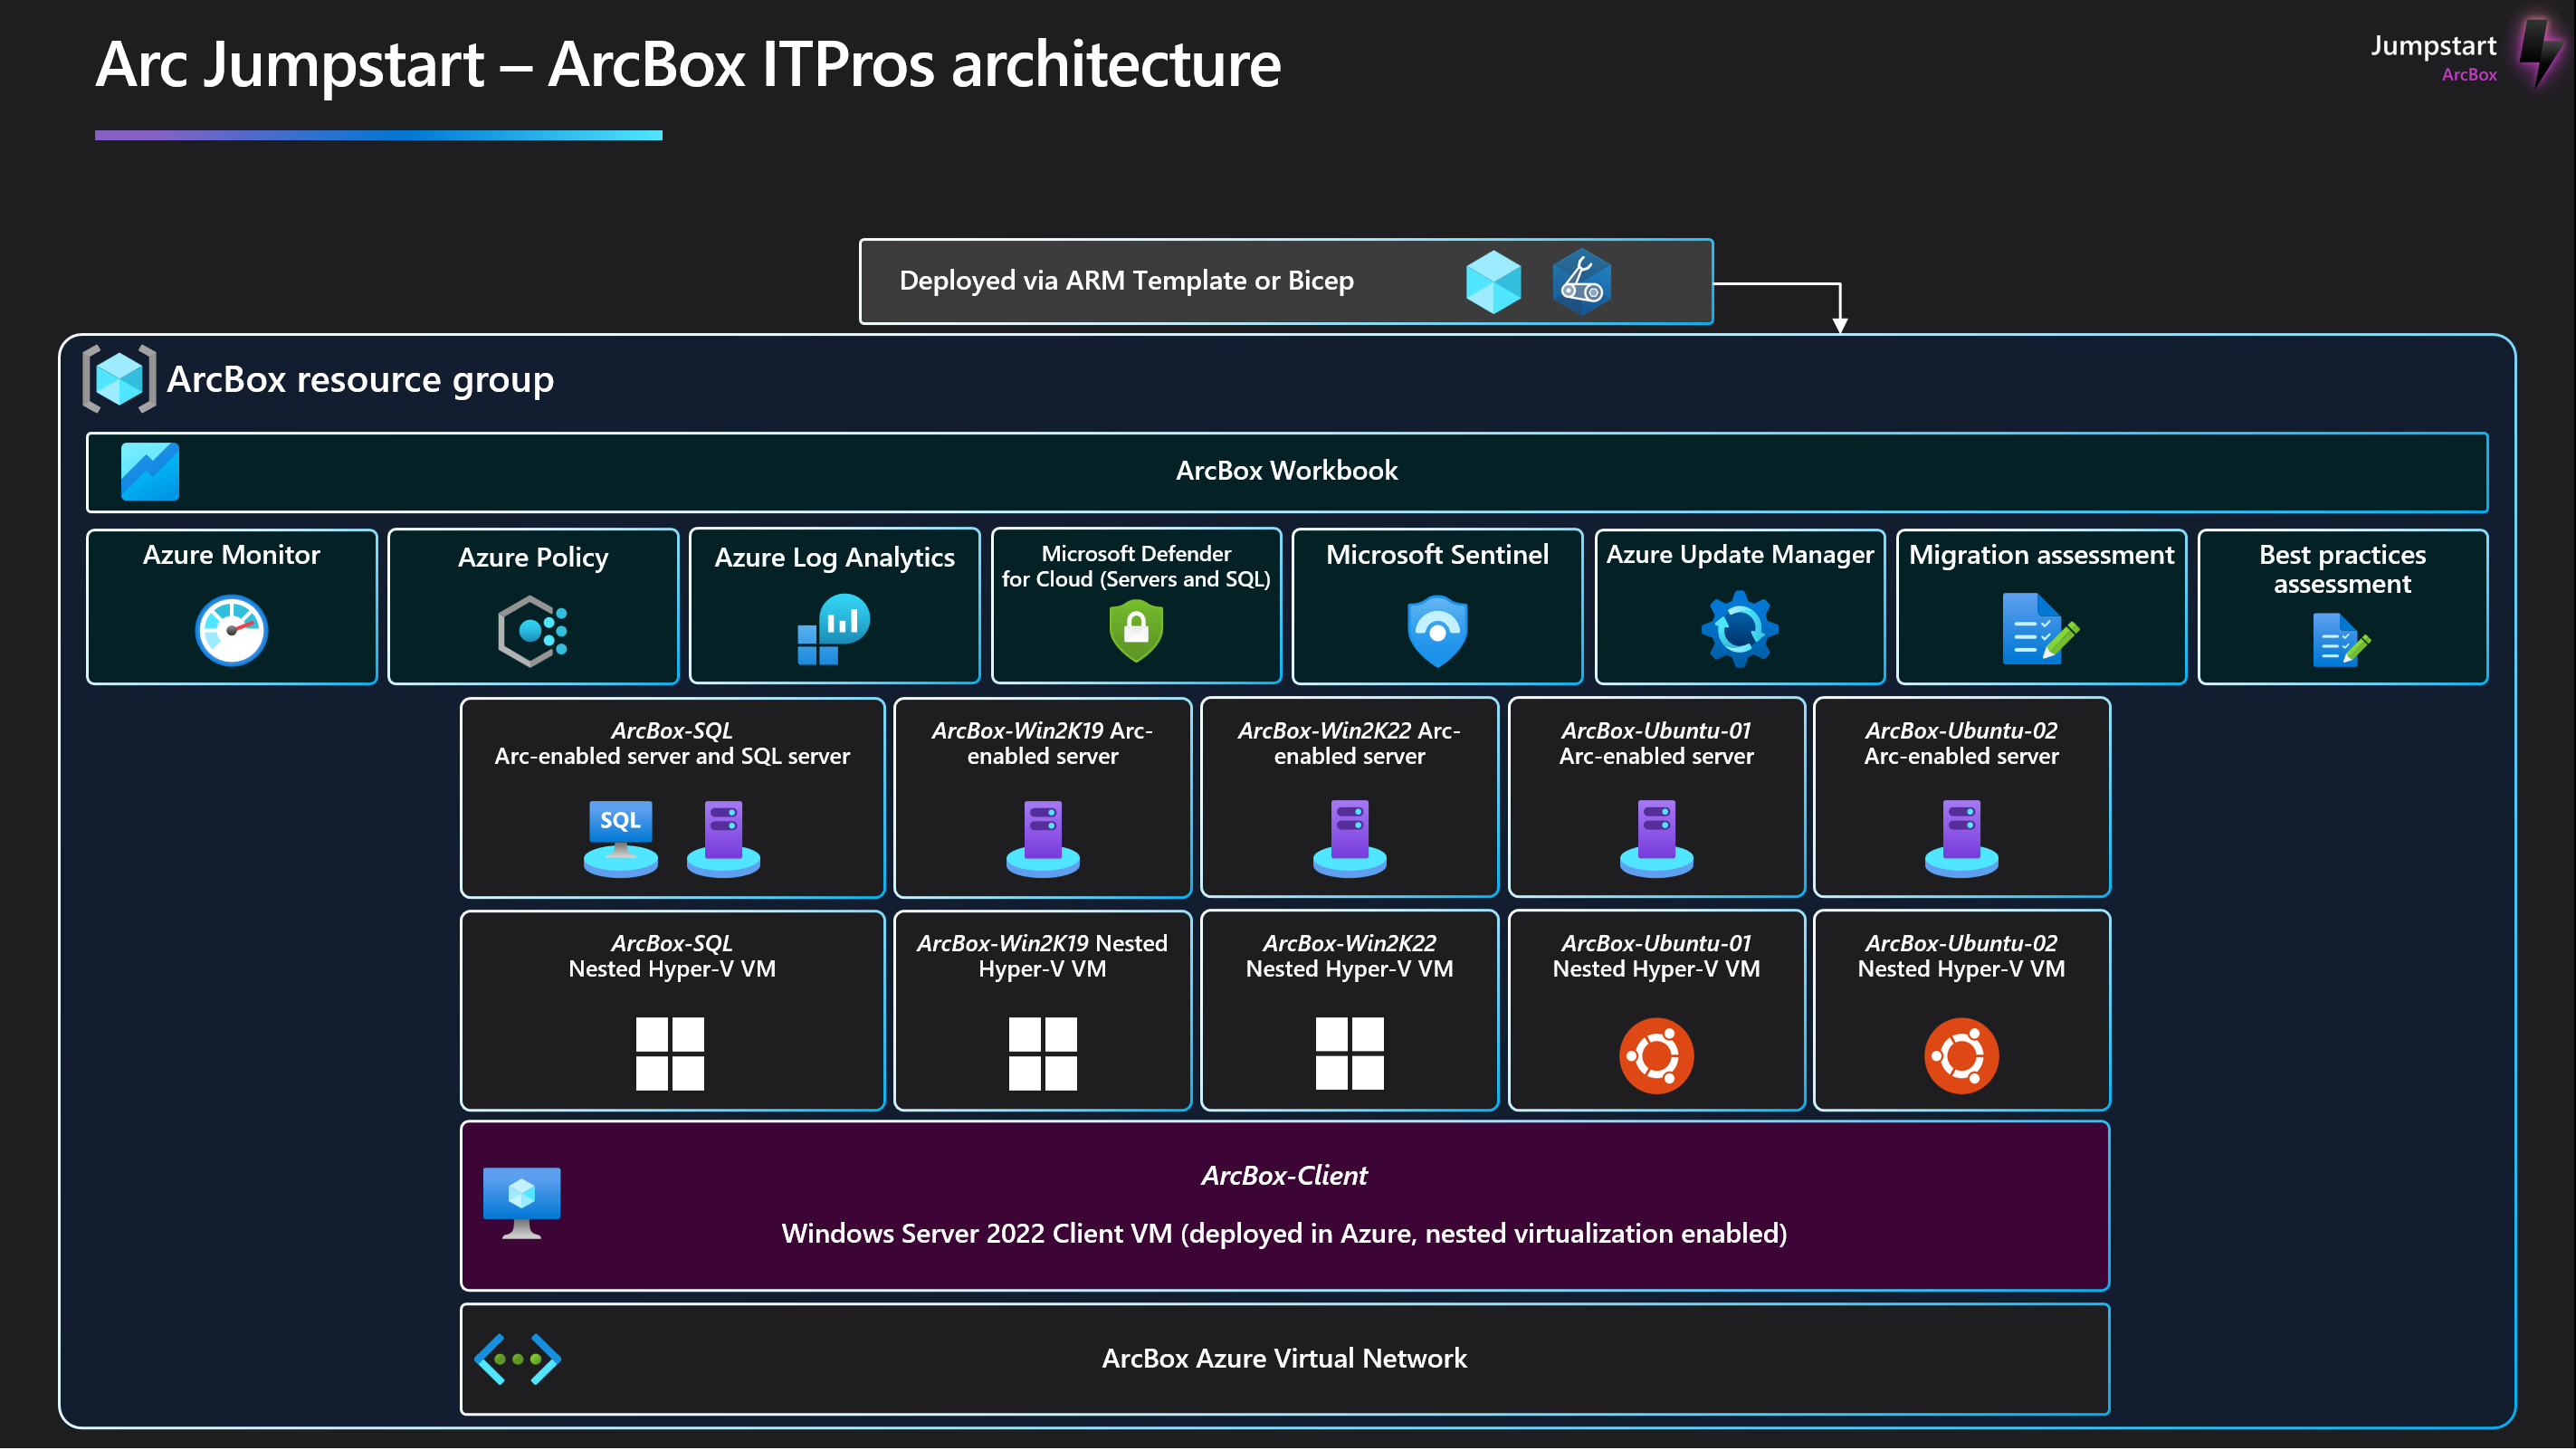 Arc Jumpstart – ArcBox ITPros architecture
Jumpstart
ArcBox
Deployed via ARM Template or Bicep
ArcBox resource group
ArcBox Workbook
Azure Monitor
Azure Policy
Azure Log Analytics
Microsoft Defender
for Cloud (Servers and SQL)
Microsoft Sentinel
Azure Update Manager
Migration assessment
Best practices
assessment
ArcBox-SQL
Arc-enabled server and SQL server
SQL
ArcBox-Win2K19 Arc-
enabled server
ArcBox-Win2K22 Arc-
enabled server
ArcBox-Ubuntu-01
Arc-enabled server
ArcBox-Ubuntu-02
Arc-enabled server
ArcBox-SQL
Nested Hyper-V VM
ArcBox-Win2K19 Nested
Hyper-V VM
ArcBox-Win2K22
Nested Hyper-V VM
ArcBox-Ubuntu-01
Nested Hyper-V VM
ArcBox-Ubuntu-02
Nested Hyper-V VM
ArcBox-Client
Windows Server 2022 Client VM (deployed in Azure, nested virtualization enabled)
ArcBox Azure Virtual Network